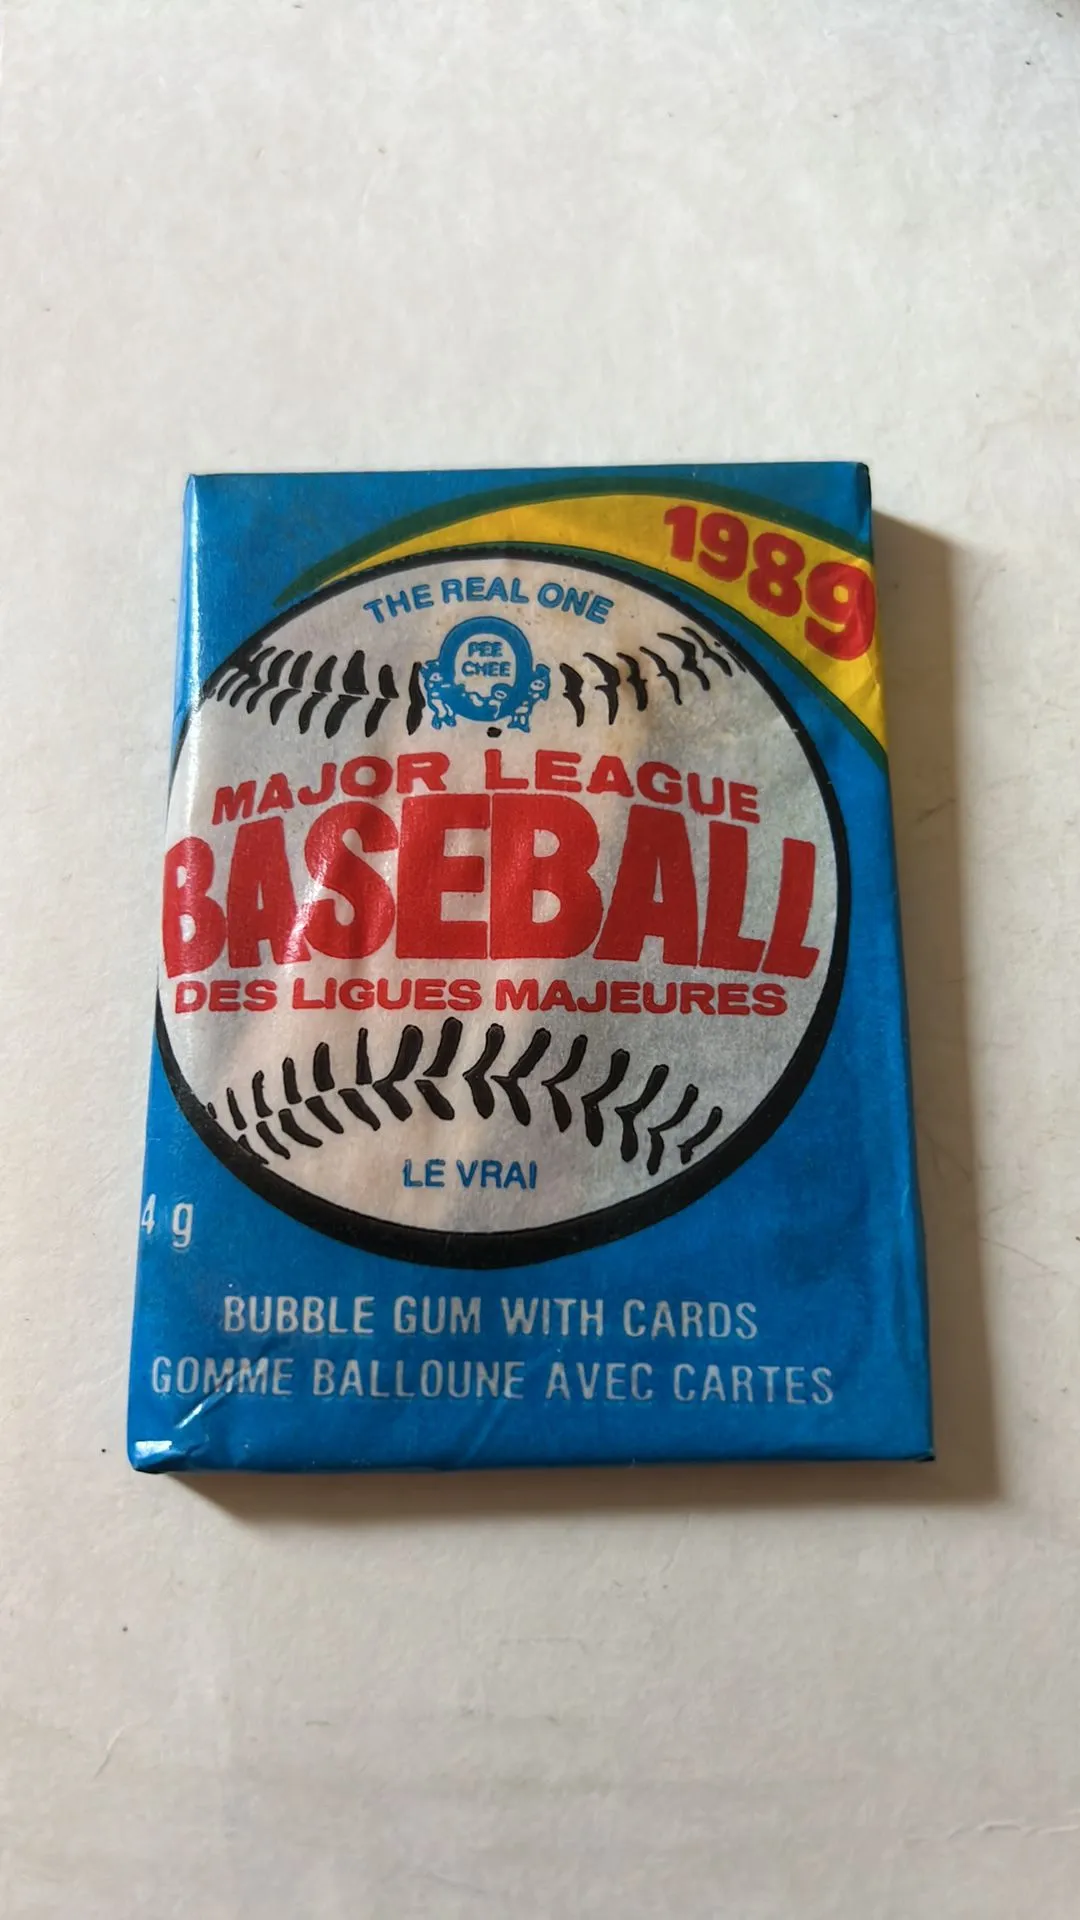 1989
THE REAL ONE
PEE
CHEE
MAJOR LEAGUE
BASEBALL
DES LIGUES MAJEURES
LE VRAI
4 g
BUBBLE GUM WITH CARDS
GOMME BALLOUNE AVEC CARTES